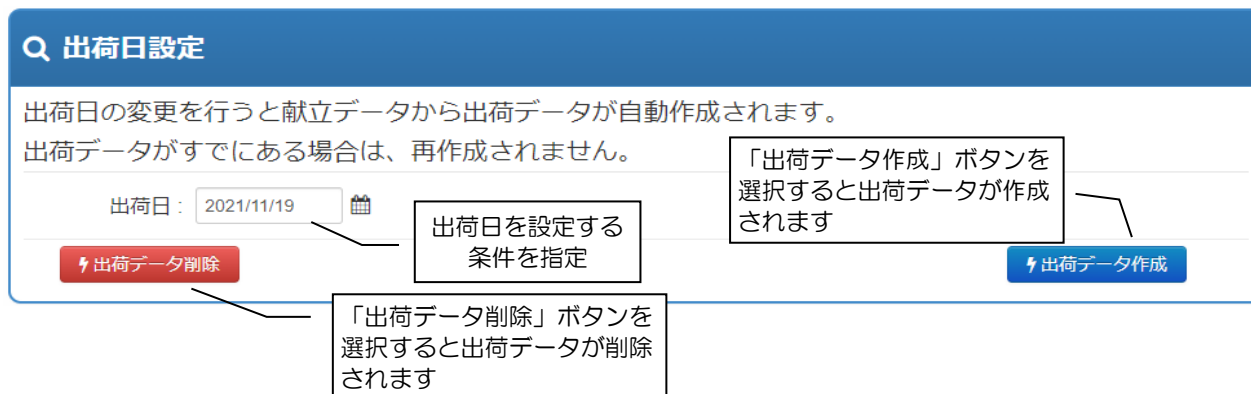 出荷日設定
出荷日の変更を行うと献立データから出荷データが自動作成されます。
出荷データがすでにある場合は、再作成されません。
「出荷データ作成」ボタンを
選択すると出荷データが作成
されます
出荷日 : 2021/11/19
出荷日を設定する
条件を指定
出荷データ削除
出荷データ作成
「出荷データ削除」ボタンを
選択すると出荷データが削除
されます